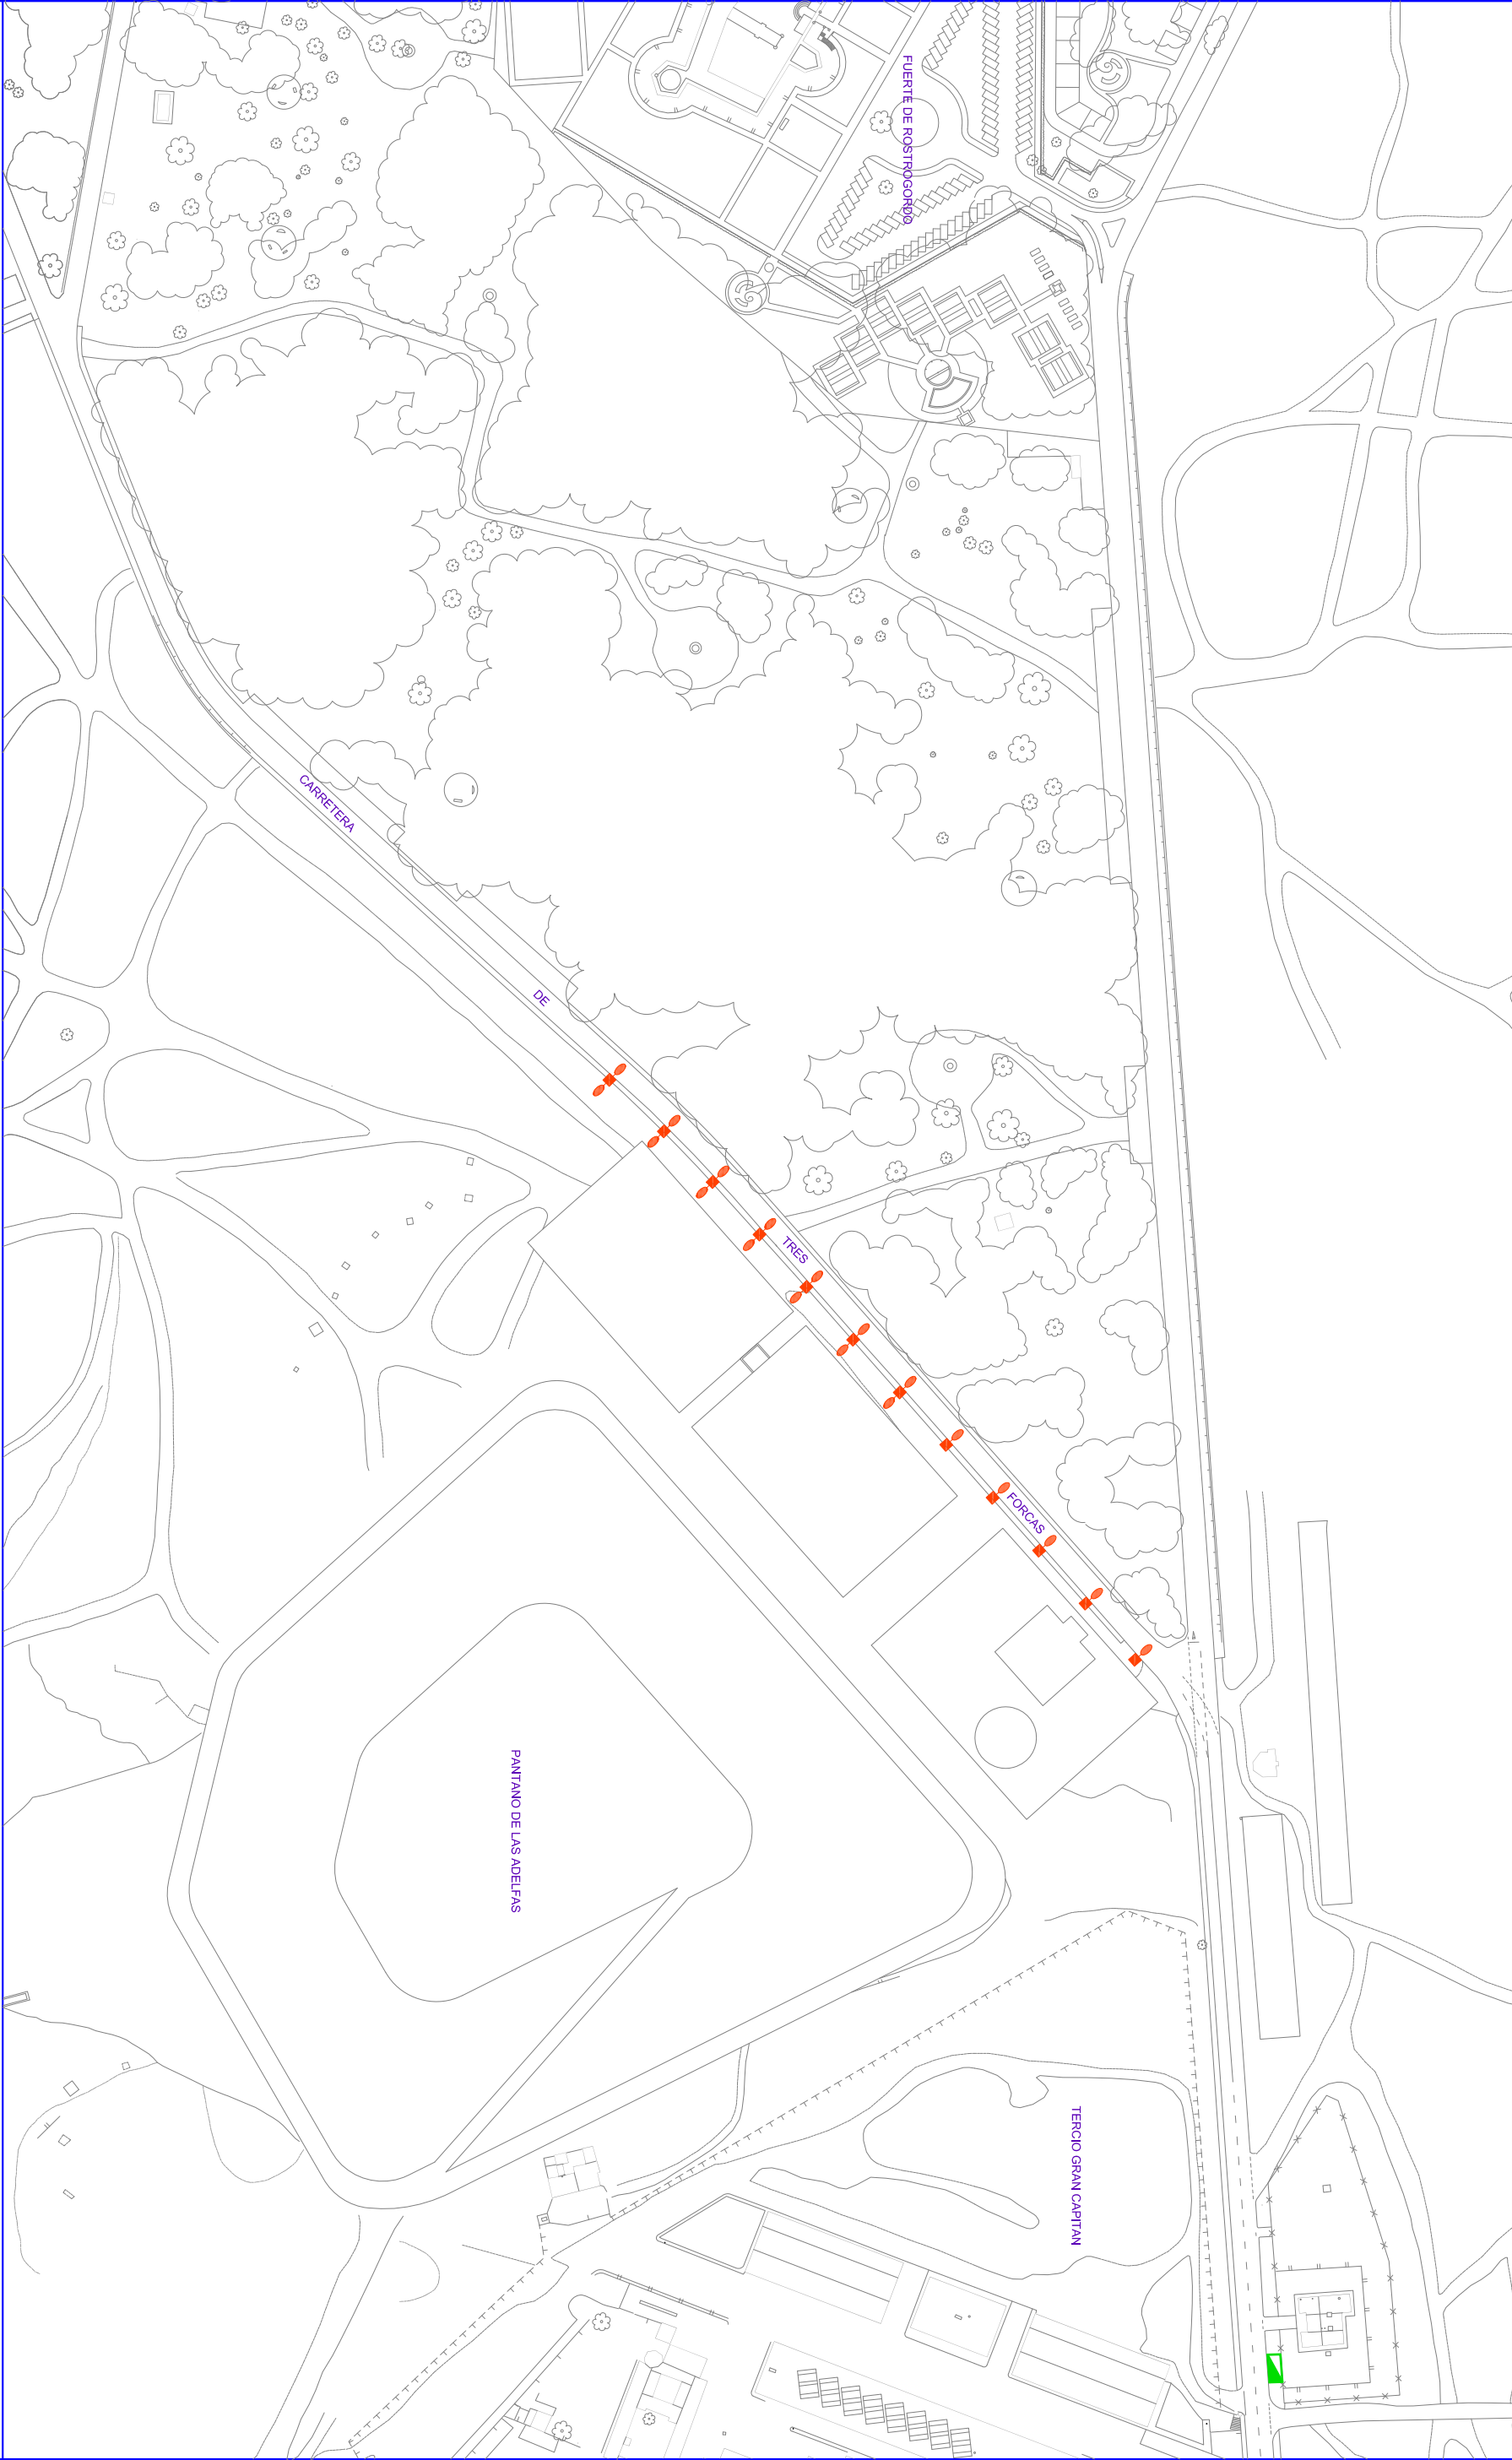 FUERTE DE ROSTROGORDO
CARRETERA
DE
TRES
FORCAS
PANTANO DE LAS ADELFAS
TERCIO GRAN CAPITAN